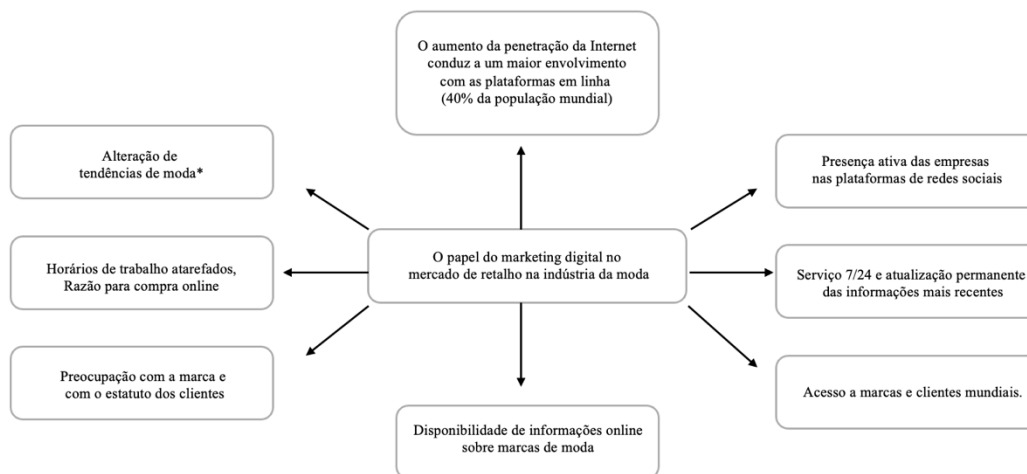 O aumento da penetração da Internet
conduz a um maior envolvimento
com as plataformas em linha
(40% da população mundial)
Alteração de
tendências de moda*
Presença ativa das empresas
nas plataformas de redes sociais
O papel do marketing digital no
mercado de retalho na indústria da moda
Horários de trabalho atarefados,
Razão para compra online
Serviço 7/24 e atualização permanente
das informações mais recentes
Preocupação com a marca e
com o estatuto dos clientes
Acesso a marcas e clientes mundiais.
Disponibilidade de informações online
sobre marcas de moda